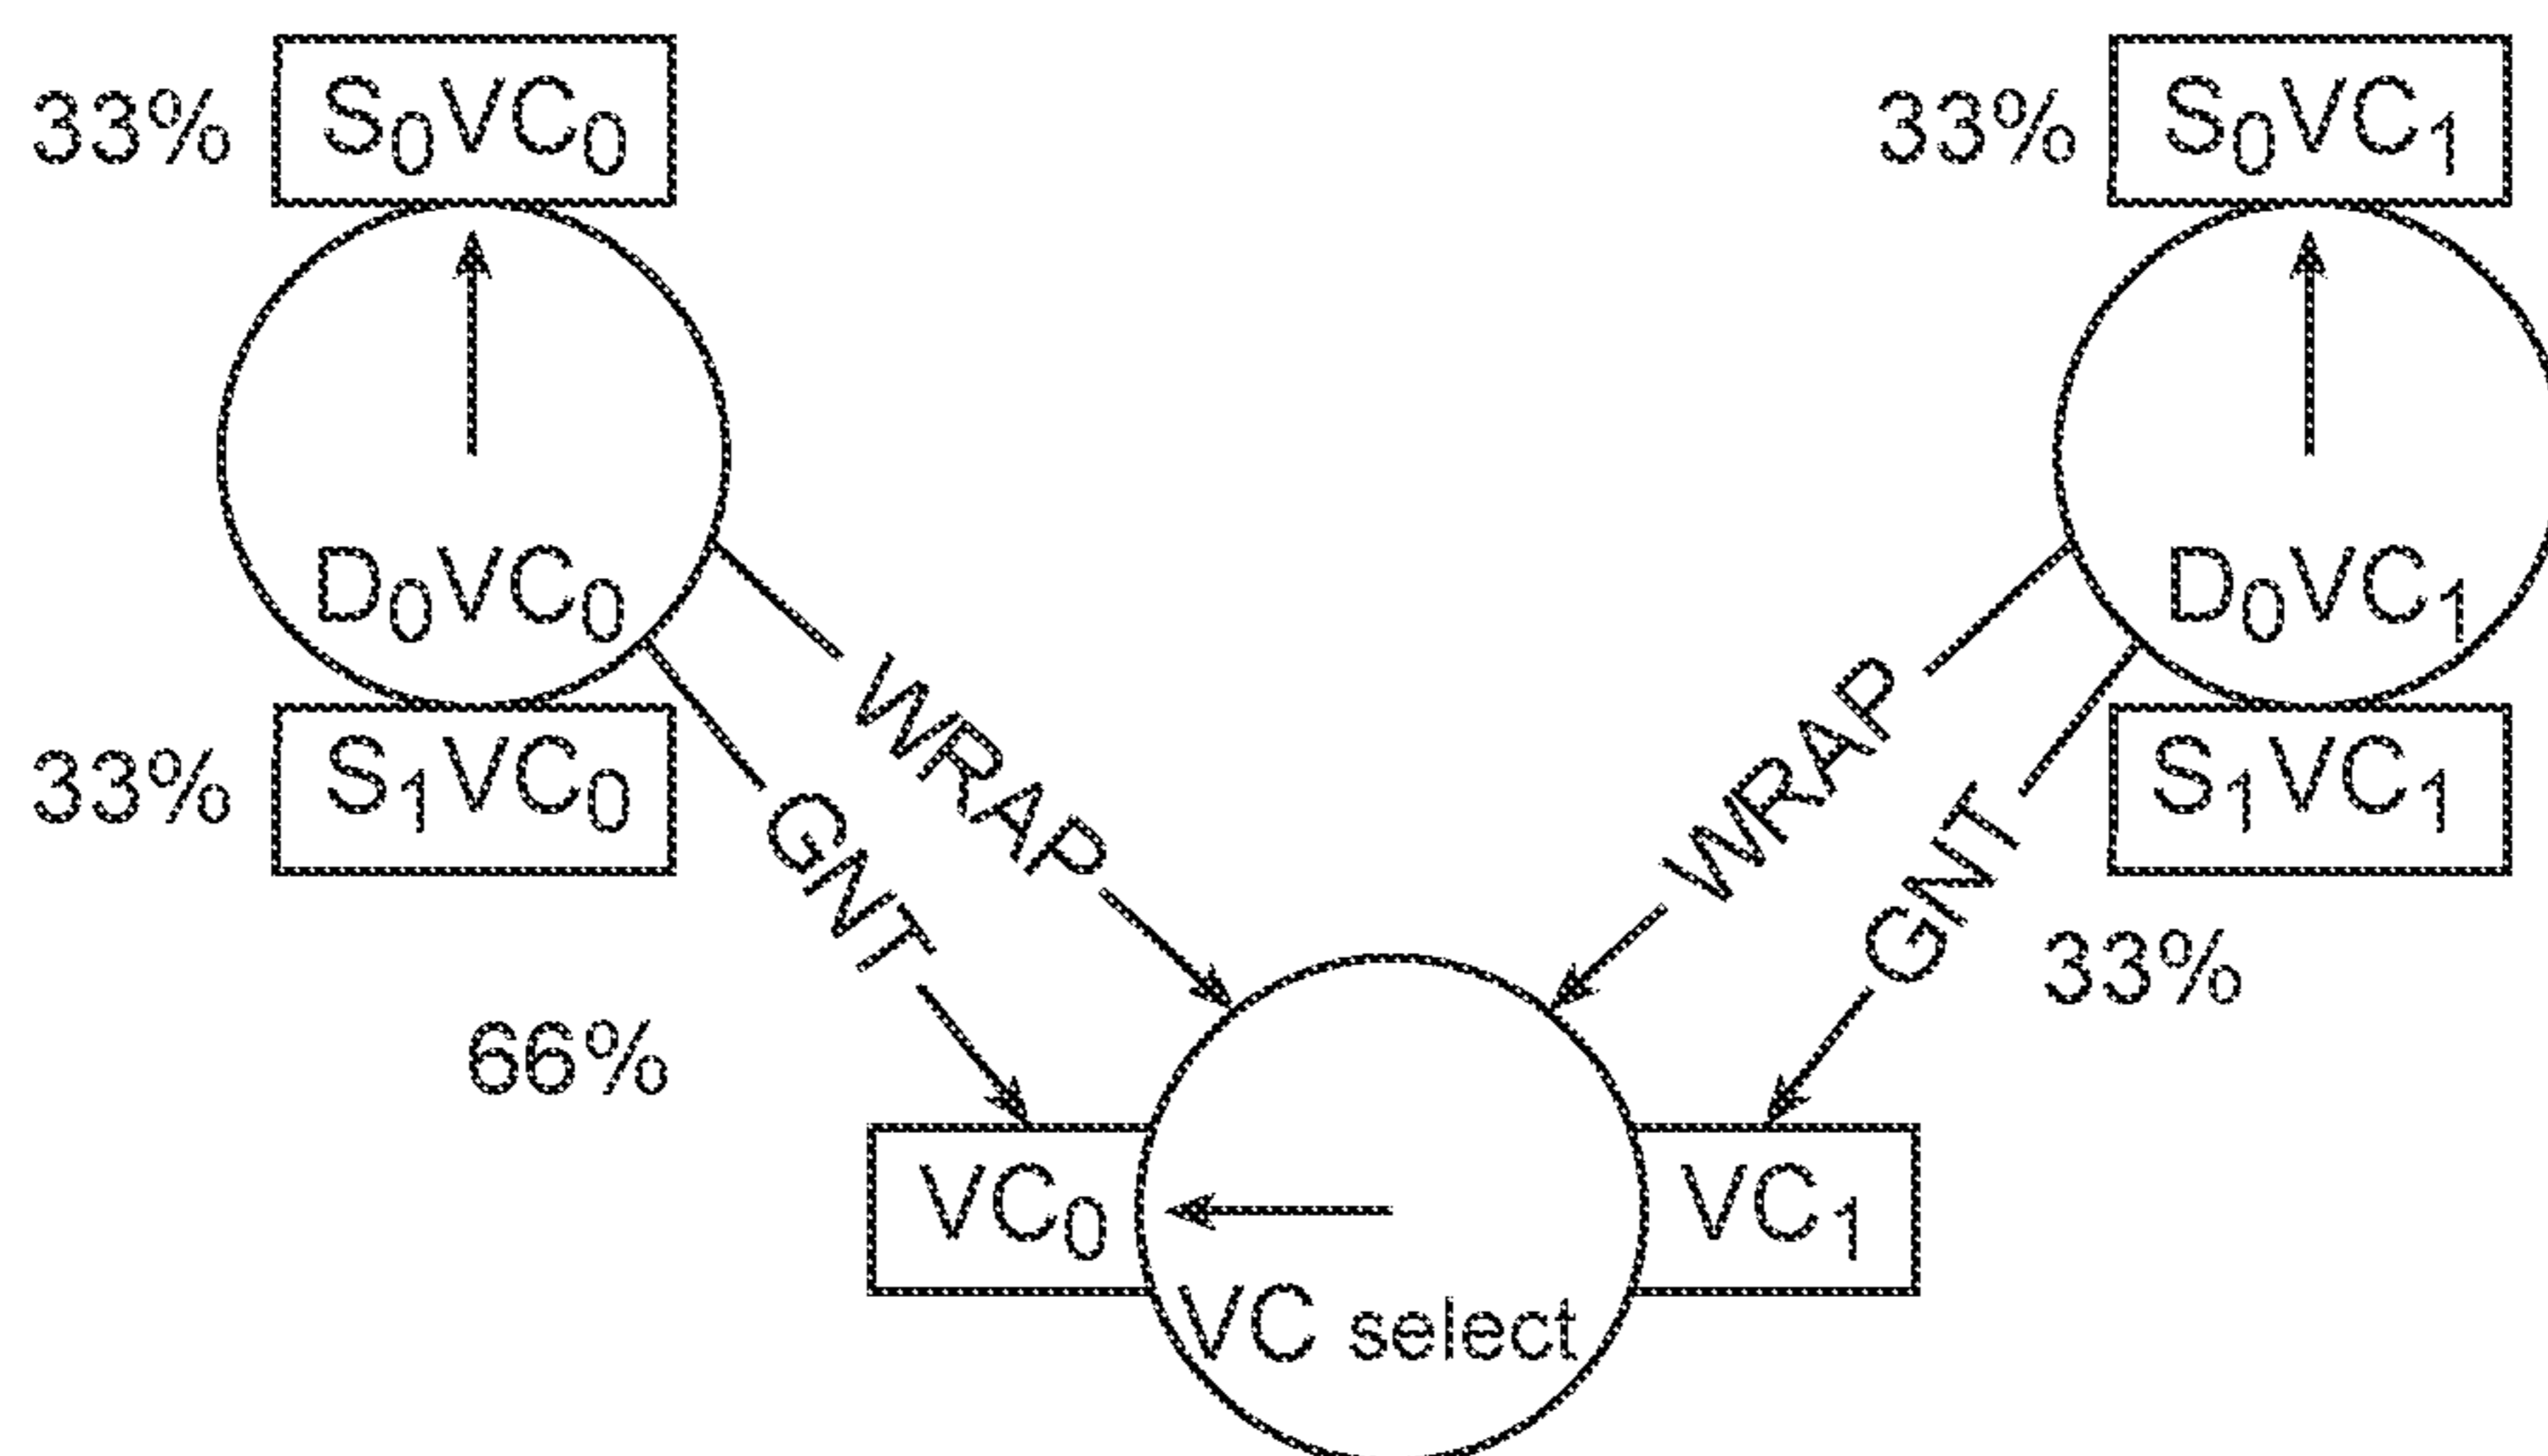 33% S₀VC₀
33% S₀VC₁
D₀VC₀
D₀VC₁
33% S₁VC₀
S₁VC₁
WRAP
GNT
WRAP
GNT
33%
66%
VC₀
VC₁
VC select